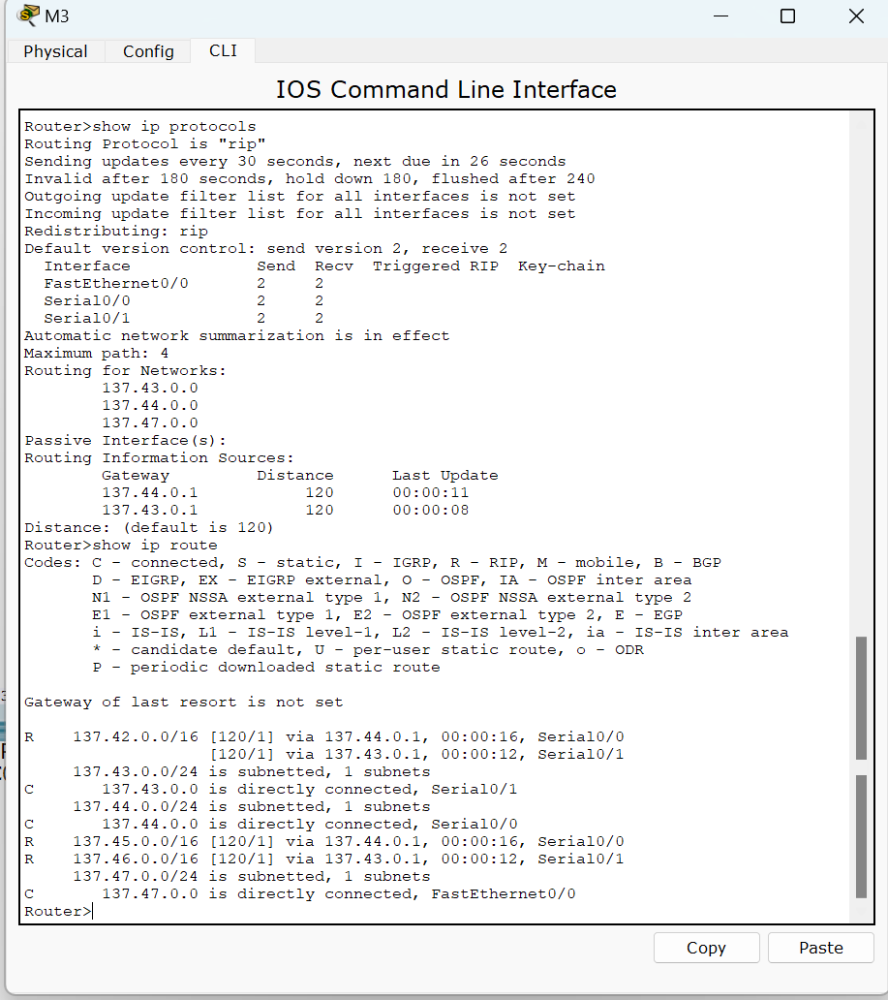 M3
Physical Config CLI
IOS Command Line Interface
Router>show ip protocols
Routing Protocol is "rip"
Sending updates every 30 seconds, next due in 26 seconds
Invalid after 180 seconds, hold down 180, flushed after 240
Outgoing update filter list for all interfaces is not set
Incoming update filter list for all interfaces is not set
Redistributing: rip
Default version control: send version 2, receive 2
  Interface             Send  Recv  Triggered RIP  Key-chain
  FastEthernet0/0       2     2
  Serial0/0             2     2
  Serial0/1             2     2
Automatic network summarization is in effect
Maximum path: 4
Routing for Networks:
        137.43.0.0
        137.44.0.0
        137.47.0.0
Passive Interface(s):
Routing Information Sources:
        Gateway         Distance      Last Update
        137.44.0.1           120      00:00:11
        137.43.0.1           120      00:00:08
Distance: (default is 120)
Router>show ip route
Codes: C - connected, S - static, I - IGRP, R - RIP, M - mobile, B - BGP
       D - EIGRP, EX - EIGRP external, O - OSPF, IA - OSPF inter area
       N1 - OSPF NSSA external type 1, N2 - OSPF NSSA external type 2
       E1 - OSPF external type 1, E2 - OSPF external type 2, E - EGP
       i - IS-IS, L1 - IS-IS level-1, L2 - IS-IS level-2, ia - IS-IS inter area
       * - candidate default, U - per-user static route, o - ODR
       P - periodic downloaded static route
Gateway of last resort is not set
R    137.42.0.0/16 [120/1] via 137.44.0.1, 00:00:16, Serial0/0
                   [120/1] via 137.43.0.1, 00:00:12, Serial0/1
     137.43.0.0/24 is subnetted, 1 subnets
C       137.43.0.0 is directly connected, Serial0/1
     137.44.0.0/24 is subnetted, 1 subnets
C       137.44.0.0 is directly connected, Serial0/0
R    137.45.0.0/16 [120/1] via 137.44.0.1, 00:00:16, Serial0/0
R    137.46.0.0/16 [120/1] via 137.43.0.1, 00:00:12, Serial0/1
     137.47.0.0/24 is subnetted, 1 subnets
C       137.47.0.0 is directly connected, FastEthernet0/0
Router>
Copy Paste